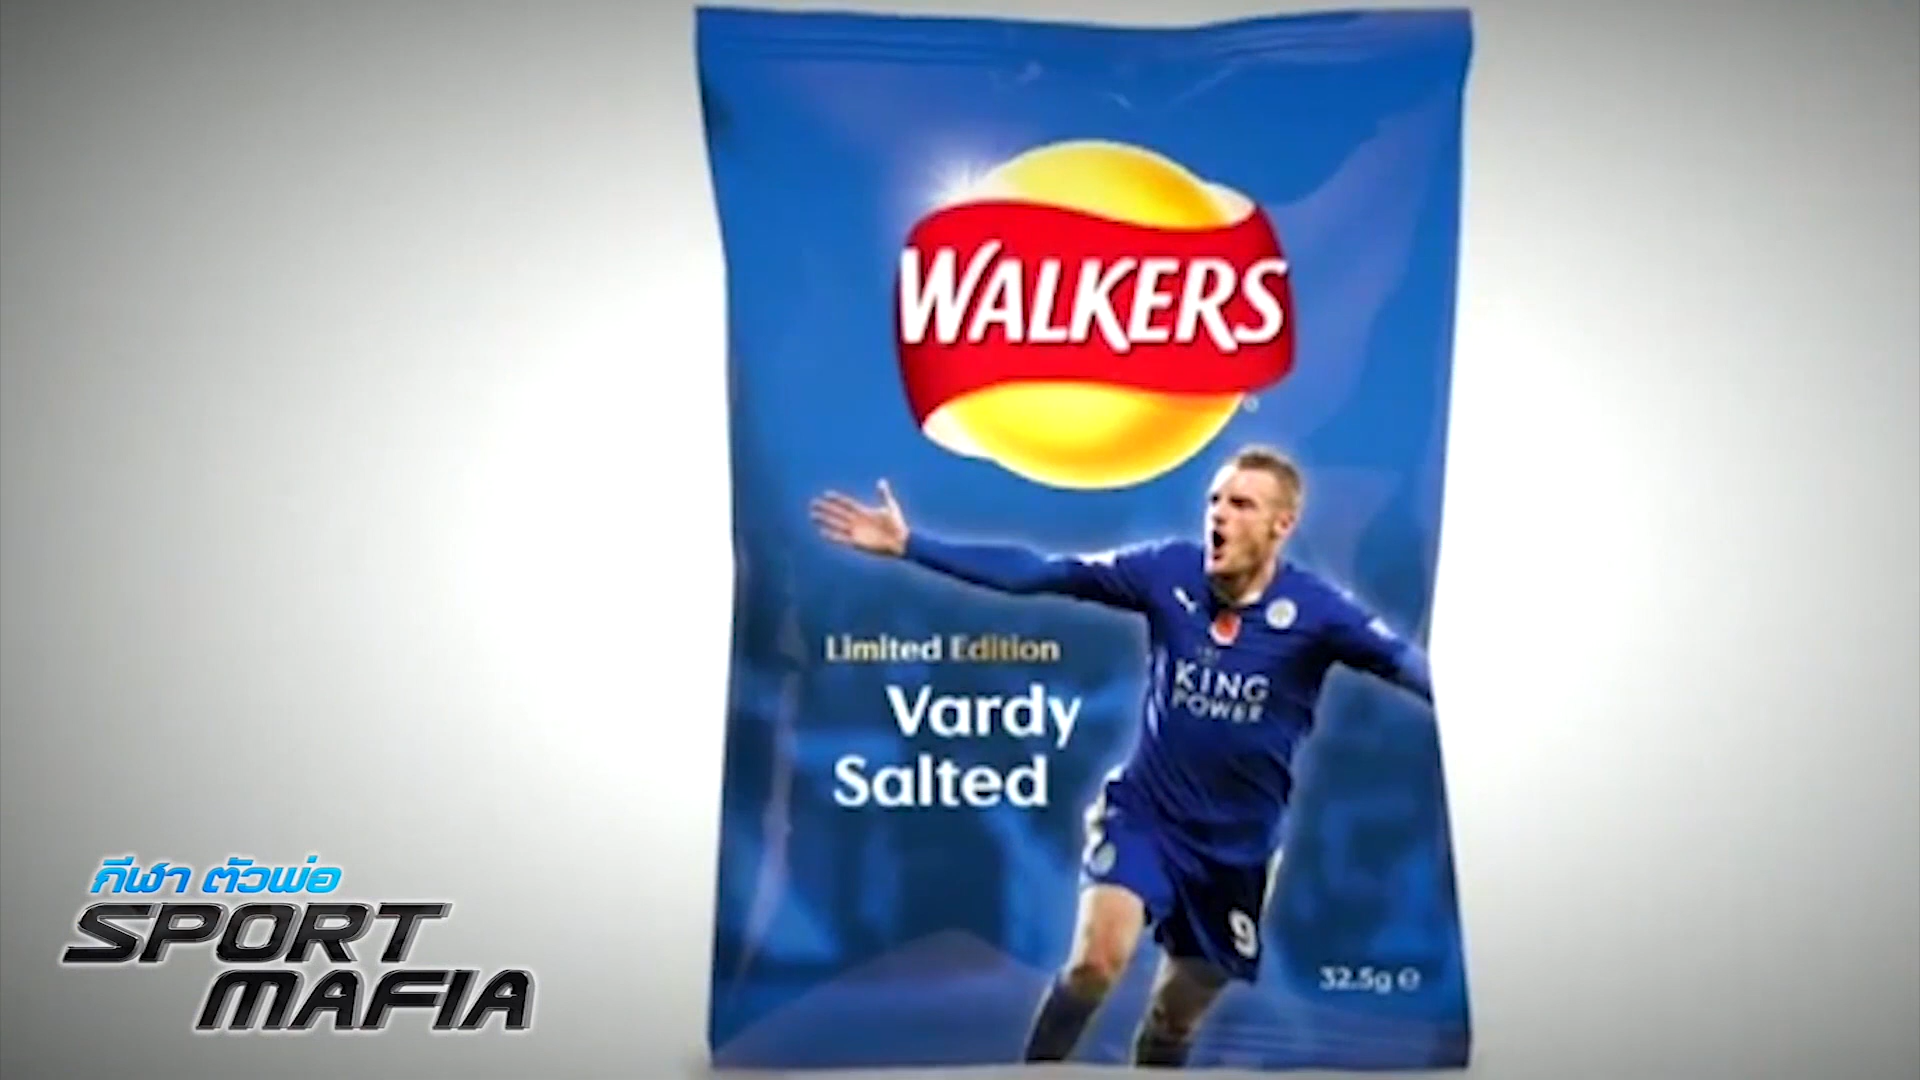 WALKERS
Limited Edition
Vardy
Salted
KING
POWER
9
32.5g ℮
กีฬา ตัวพ่อ
SPORT
MAFIA